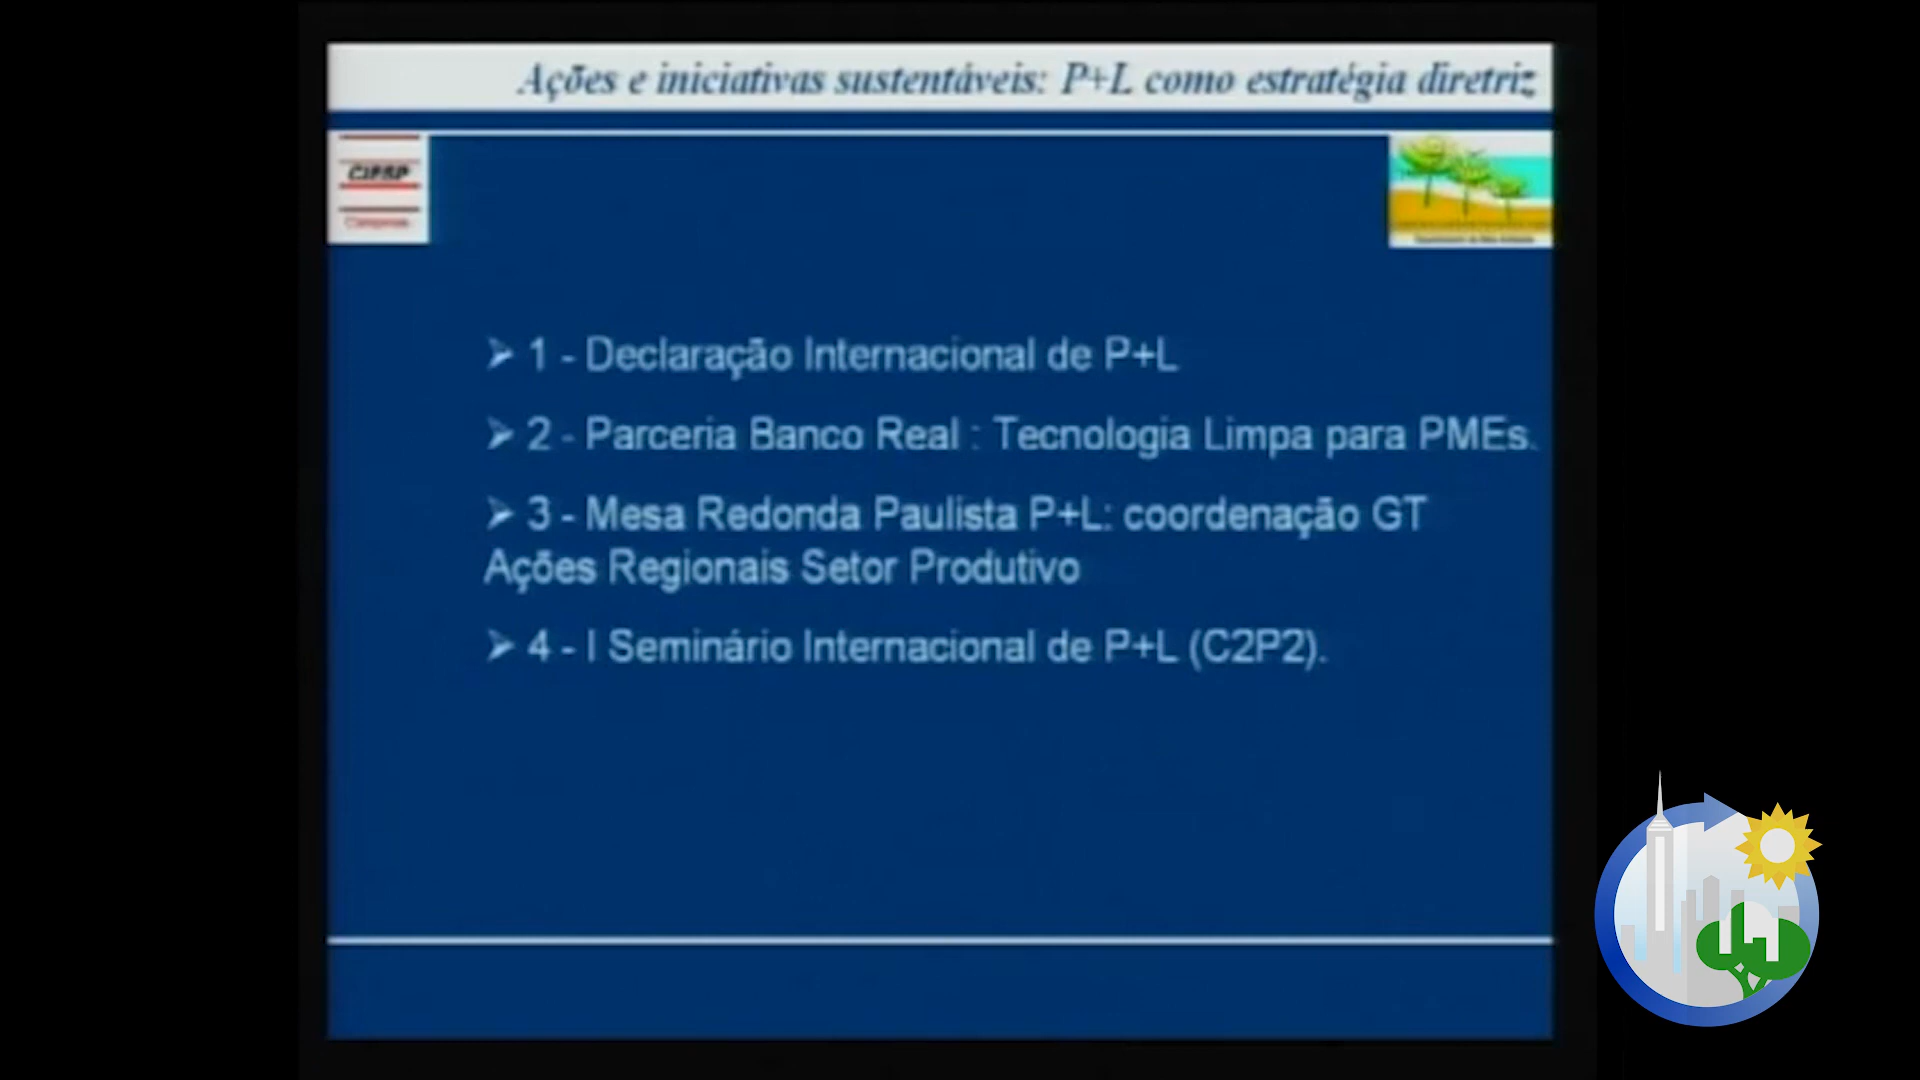 Ações e iniciativas sustentáveis: P+L como estratégia diretriz
CIESP
Campinas
➢ 1 - Declaração Internacional de P+L
➢ 2 - Parceria Banco Real : Tecnologia Limpa para PMEs.
➢ 3 - Mesa Redonda Paulista P+L: coordenação GT
Ações Regionais Setor Produtivo
➢ 4 - I Seminário Internacional de P+L (C2P2).